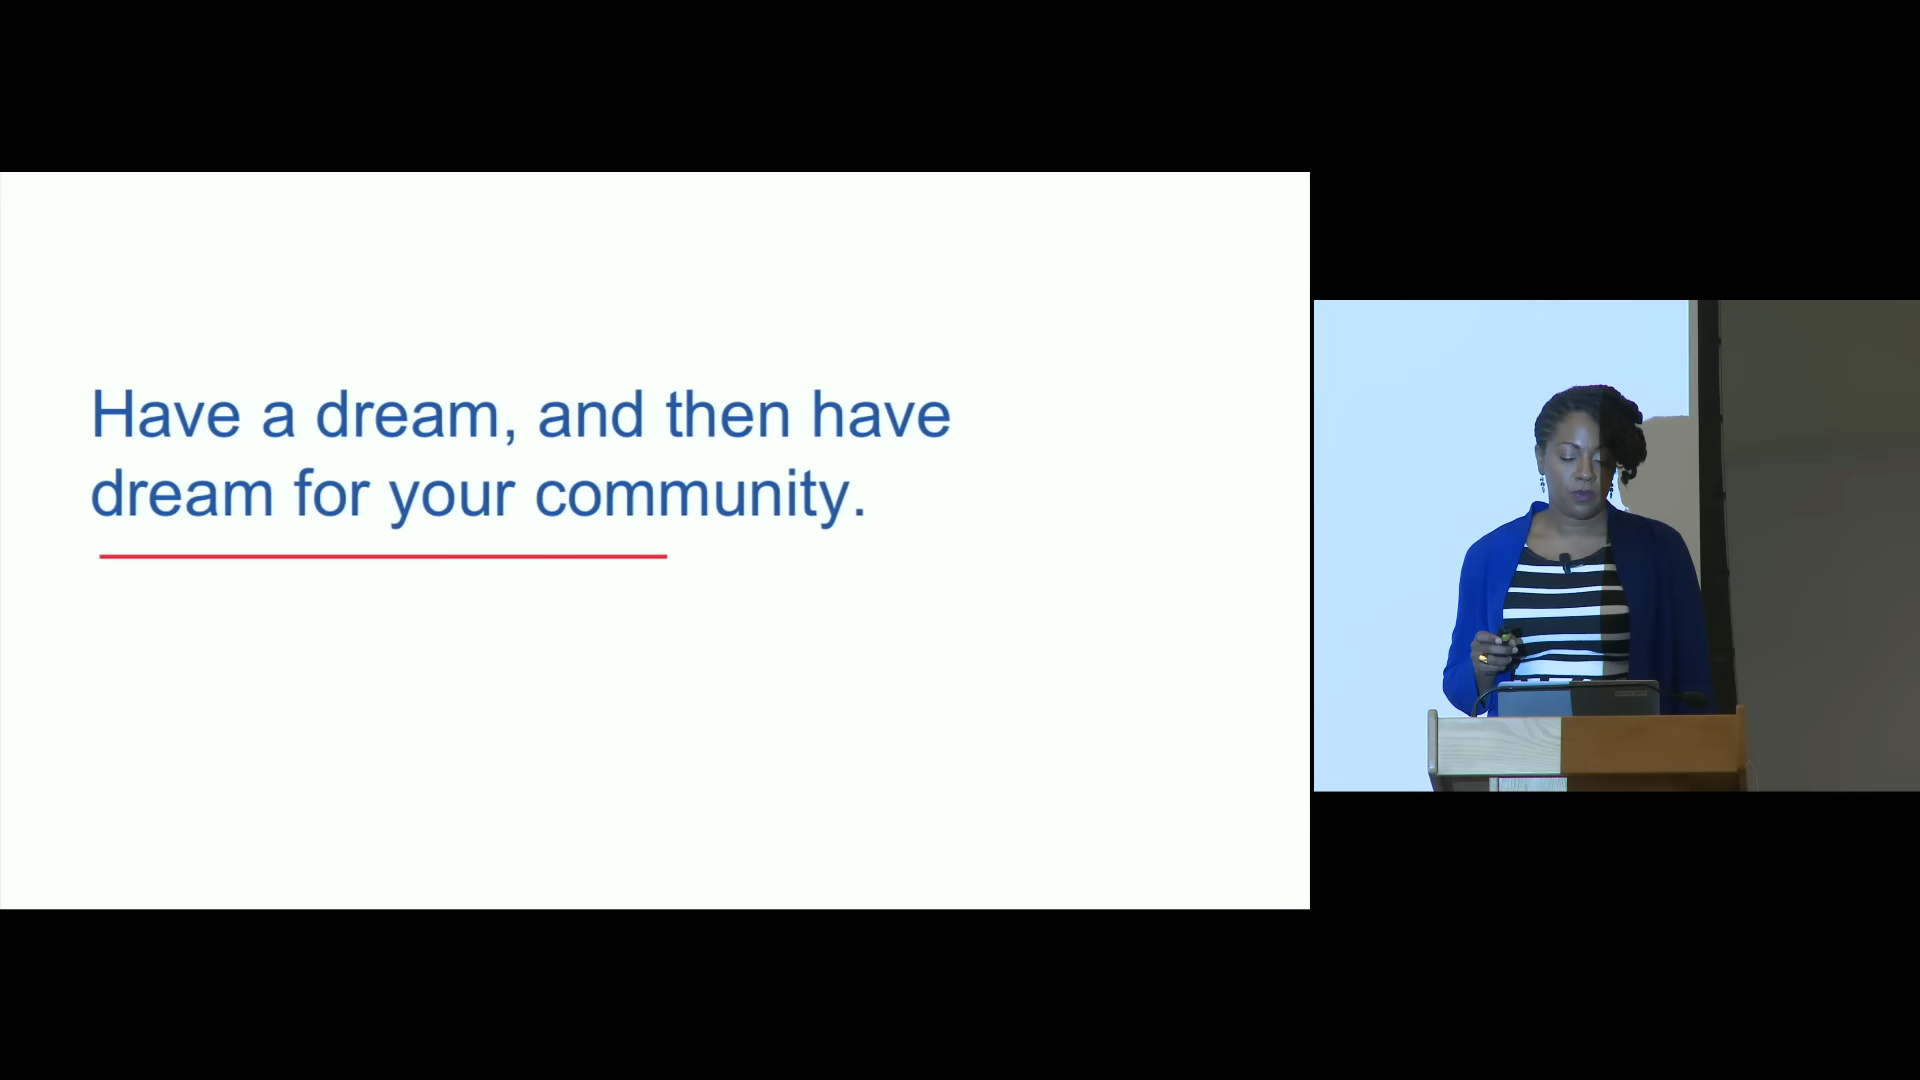 Have a dream, and then have
dream for your community.